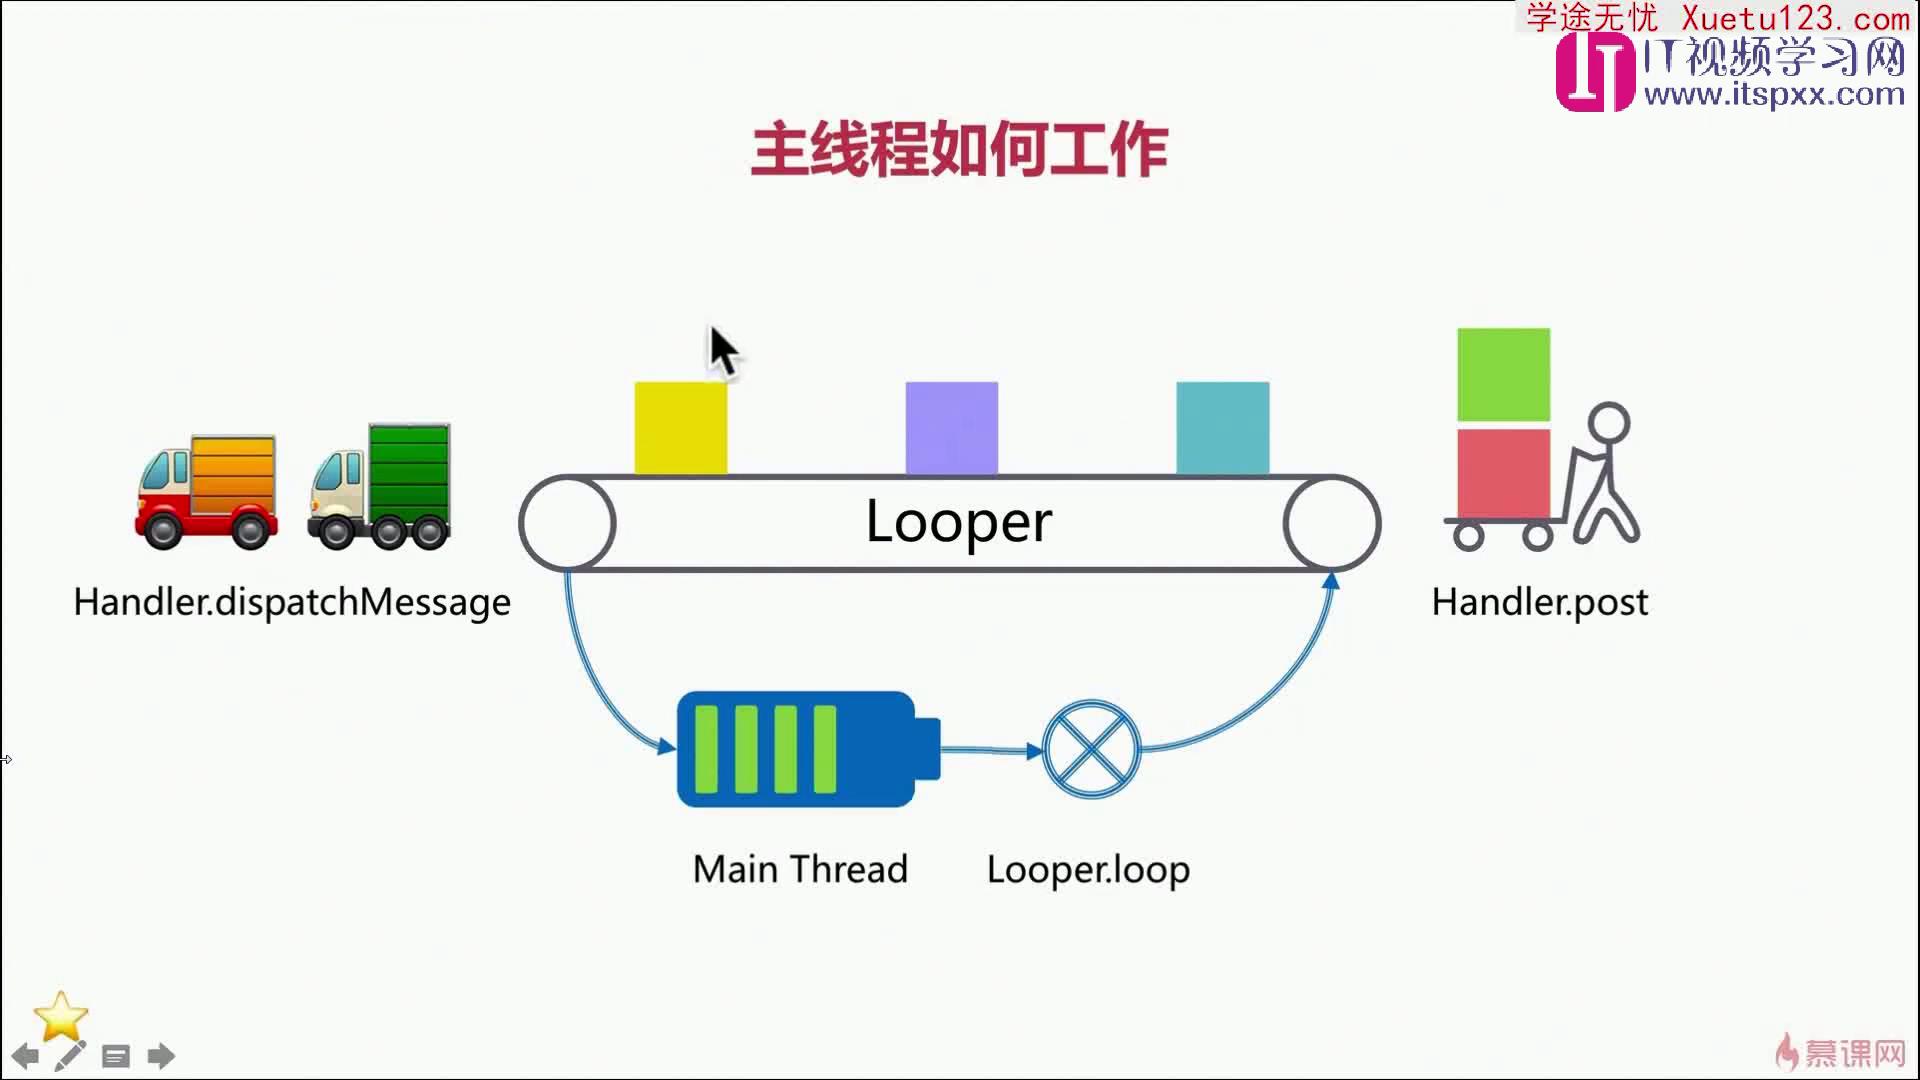 学途无忧 Xuetu123.com
IT视频学习网
www.itspxx.com
主线程如何工作
Looper
Handler.dispatchMessage
Handler.post
Main Thread
Looper.loop
慕课网